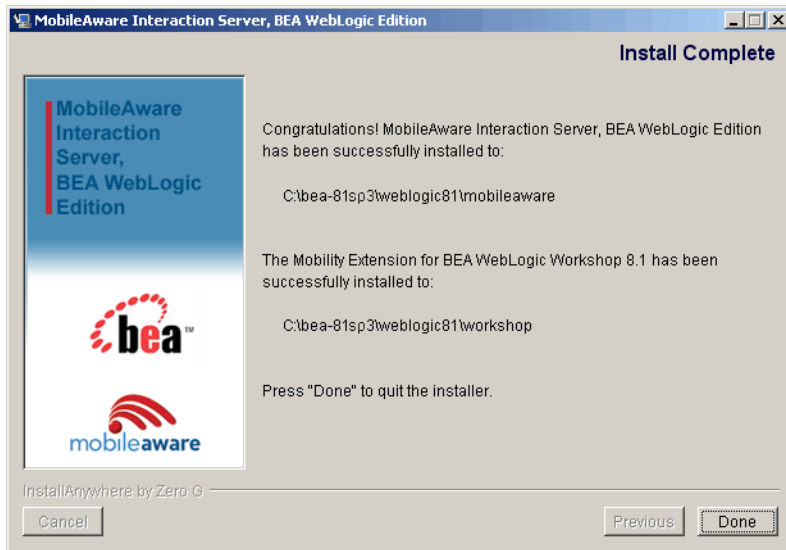 MobileAware Interaction Server, BEA WebLogic Edition
Install Complete
MobileAware
Interaction
Server,
BEA WebLogic
Edition
bea™
mobileaware
Congratulations! MobileAware Interaction Server, BEA WebLogic Edition
has been successfully installed to:
C:\bea-81sp3\weblogic81\mobileaware
The Mobility Extension for BEA WebLogic Workshop 8.1 has been
successfully installed to:
C:\bea-81sp3\weblogic81\workshop
Press "Done" to quit the installer.
InstallAnywhere by Zero G
Cancel
Previous
Done